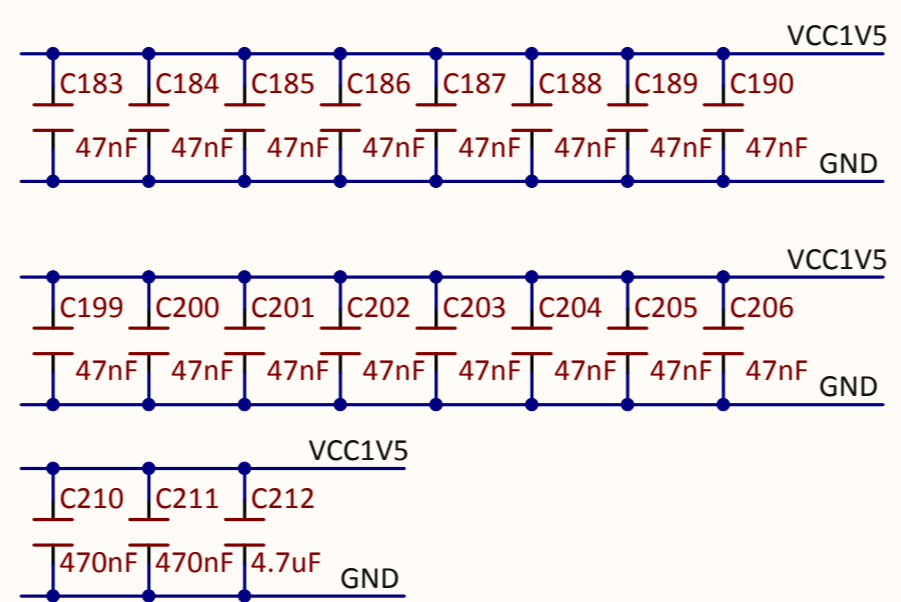 VCC1V5
C183 C184 C185 C186 C187 C188 C189 C190
47nF 47nF 47nF 47nF 47nF 47nF 47nF 47nF
GND
VCC1V5
C199 C200 C201 C202 C203 C204 C205 C206
47nF 47nF 47nF 47nF 47nF 47nF 47nF 47nF
GND
VCC1V5
C210 C211 C212
470nF 470nF 4.7uF
GND